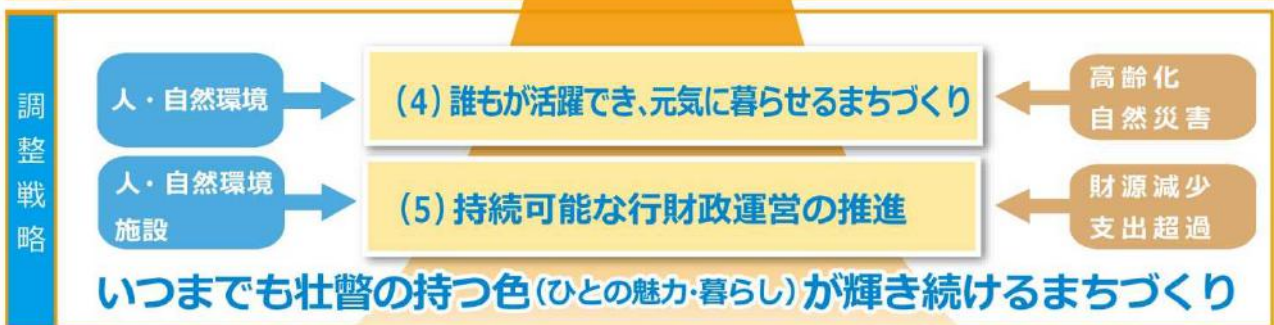 調整戦略
人・自然環境
(4)誰もが活躍でき、元気に暮らせるまちづくり
高齢化
自然災害
人・自然環境
施設
(5)持続可能な行財政運営の推進
財源減少
支出超過
いつまでも壮瞥の持つ色(ひとの魅力・暮らし)が輝き続けるまちづくり